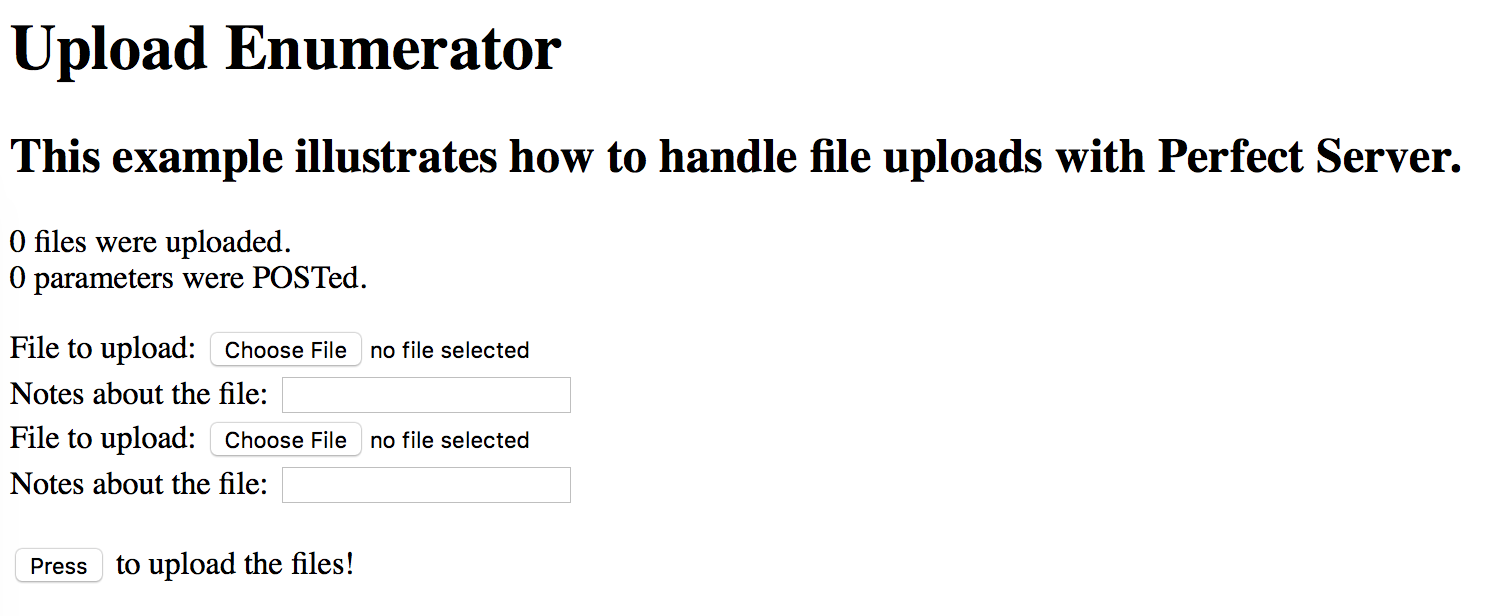 Upload Enumerator
This example illustrates how to handle file uploads with Perfect Server.
0 files were uploaded.
0 parameters were POSTed.
File to upload: Choose File no file selected
Notes about the file:
File to upload: Choose File no file selected
Notes about the file:
Press to upload the files!